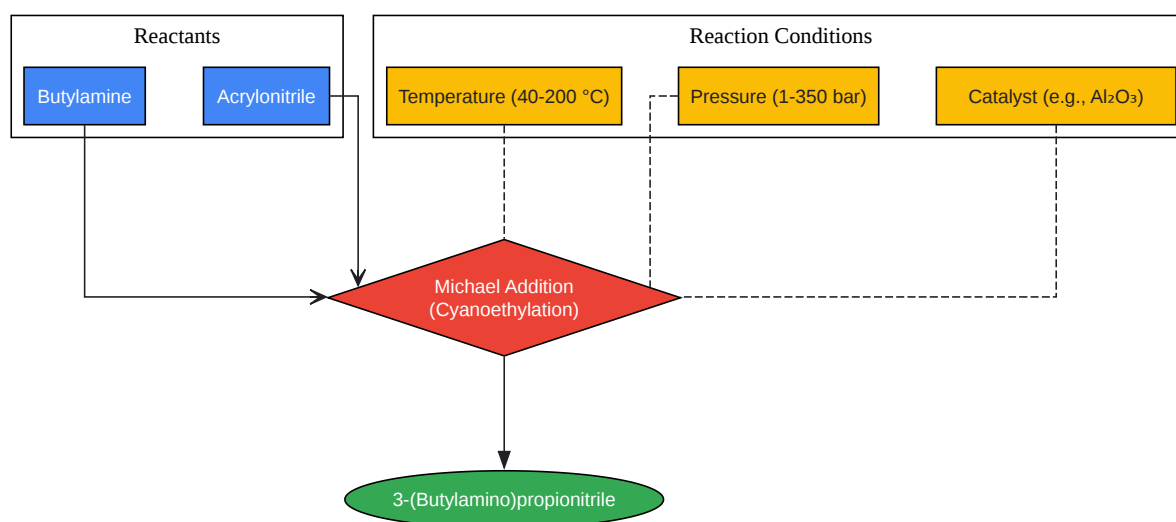 Reactants
Reaction Conditions
Butylamine
Acrylonitrile
Temperature (40-200 °C)
Pressure (1-350 bar)
Catalyst (e.g., Al₂O₃)
Michael Addition
(Cyanoethylation)
3-(Butylamino)propionitrile